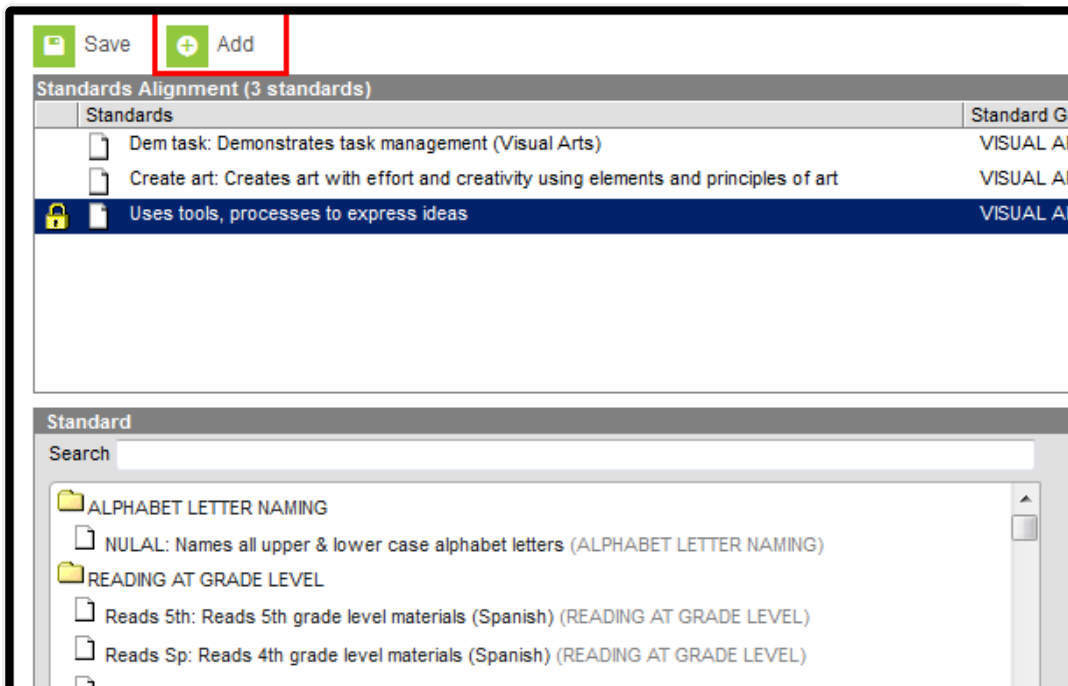 Save Add
Standards Alignment (3 standards)
Standards Standard G
Dem task: Demonstrates task management (Visual Arts) VISUAL
Create art: Creates art with effort and creativity using elements and principles of art VISUAL
Uses tools, processes to express ideas VISUAL
Standard
Search
ALPHABET LETTER NAMING
NULAL: Names all upper & lower case alphabet letters (ALPHABET LETTER NAMING)
READING AT GRADE LEVEL
Reads 5th: Reads 5th grade level materials (Spanish) (READING AT GRADE LEVEL)
Reads Sp: Reads 4th grade level materials (Spanish) (READING AT GRADE LEVEL)